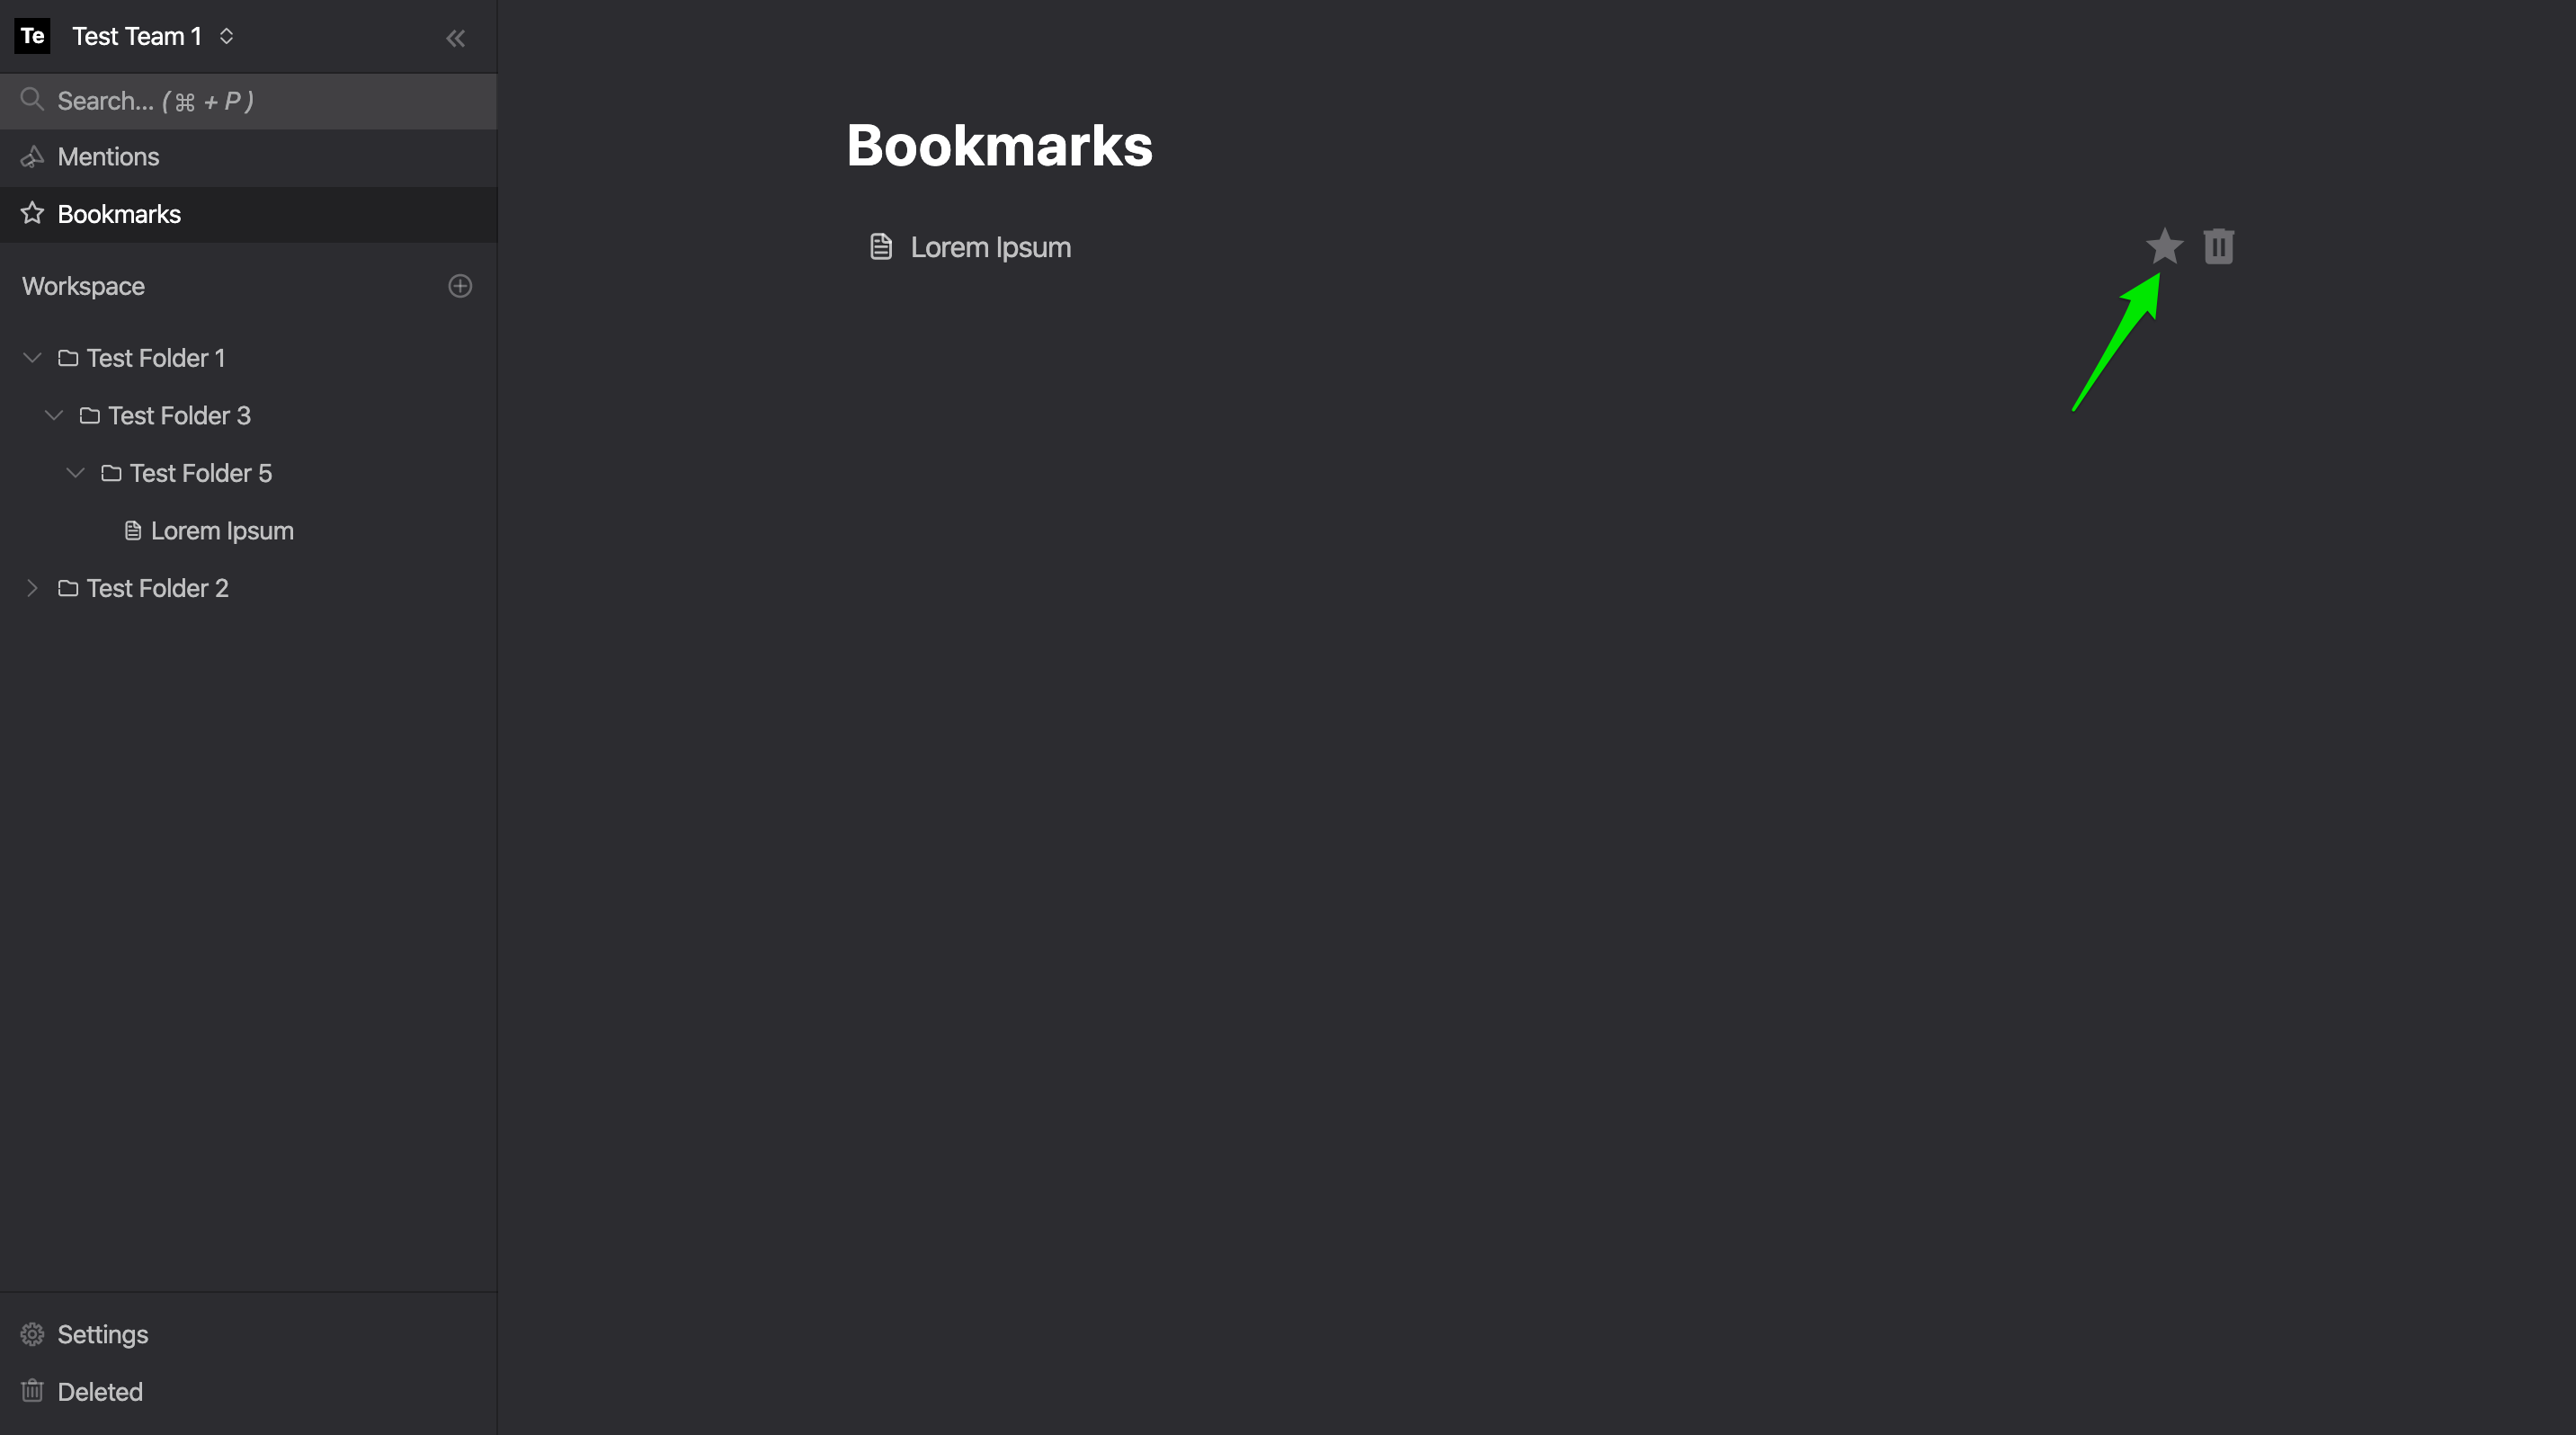 Te Test Team 1
Search... (⌘ + P)
Mentions
Bookmarks
Workspace
Test Folder 1
Test Folder 3
Test Folder 5
Lorem Ipsum
Test Folder 2
Settings
Deleted
Bookmarks
Lorem Ipsum